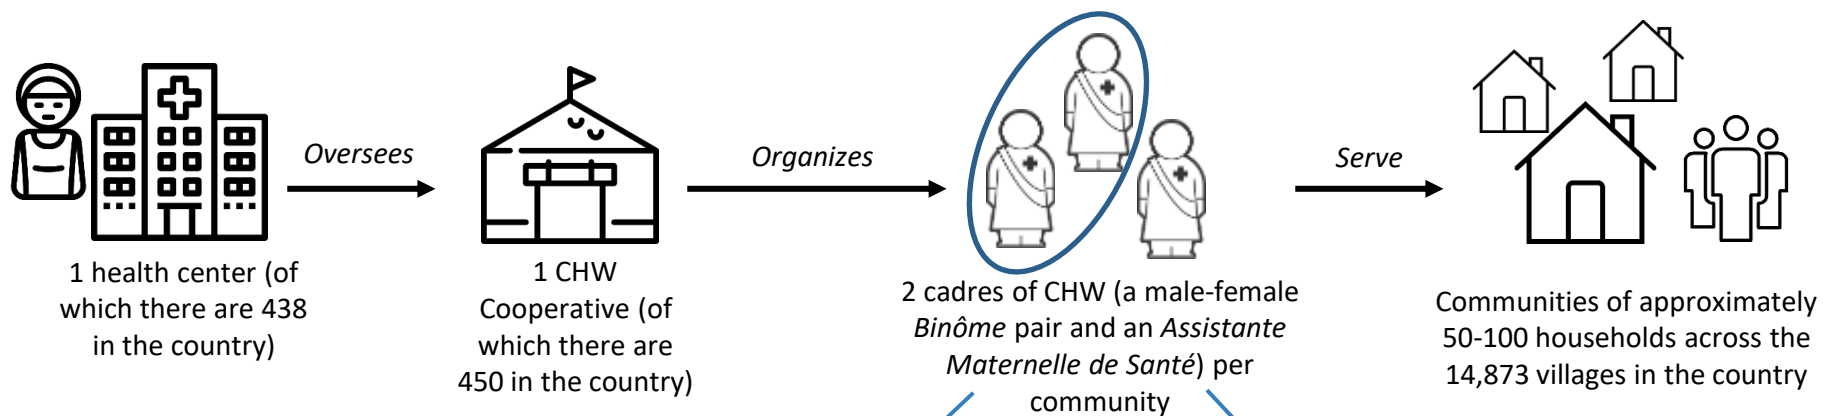 Oversees
Organizes
Serve
1 health center (of
which there are 438
in the country)
1 CHW
Cooperative (of
which there are
450 in the country)
2 cadres of CHW (a male-female
Binôme pair and an Assistante
Maternelle de Santé) per
community
Communities of approximately
50-100 households across the
14,873 villages in the country